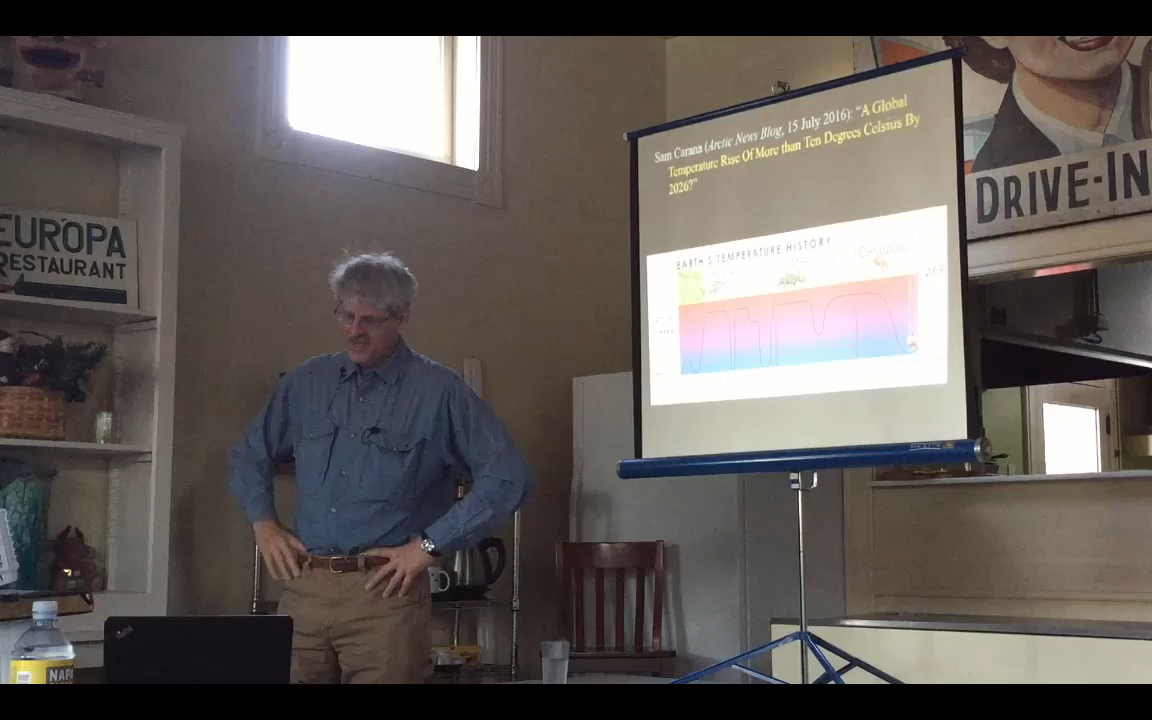 EUROPA
RESTAURANT
Sam Carana (Arctic News Blog, 15 July 2016): “A Global
Temperature Rise Of More than Ten Degrees Celsius By
2026?”
EARTH'S TEMPERATURE HISTORY
Cenozoic
DRIVE-IN
NAPA